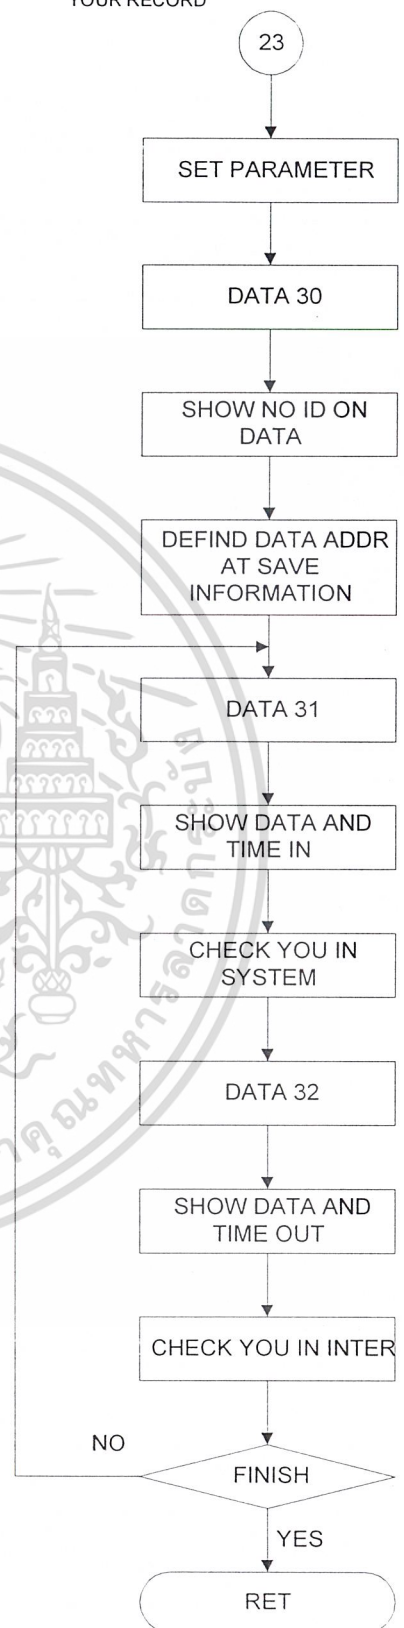 YOUR RECORD
23
SET PARAMETER
DATA 30
SHOW NO ID ON
DATA
DEFIND DATA ADDR
AT SAVE
INFORMATION
DATA 31
SHOW DATA AND
TIME IN
CHECK YOU IN
SYSTEM
DATA 32
SHOW DATA AND
TIME OUT
CHECK YOU IN INTER
NO
FINISH
YES
RET